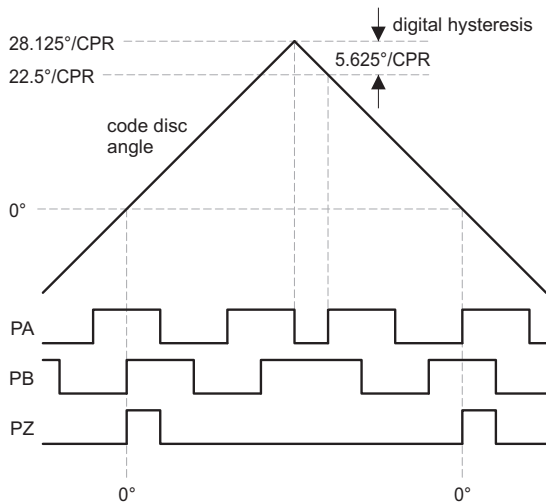 digital hysteresis
28.125°/CPR
5.625°/CPR
22.5°/CPR
code disc
angle
0°
PA
PB
PZ
0°
0°